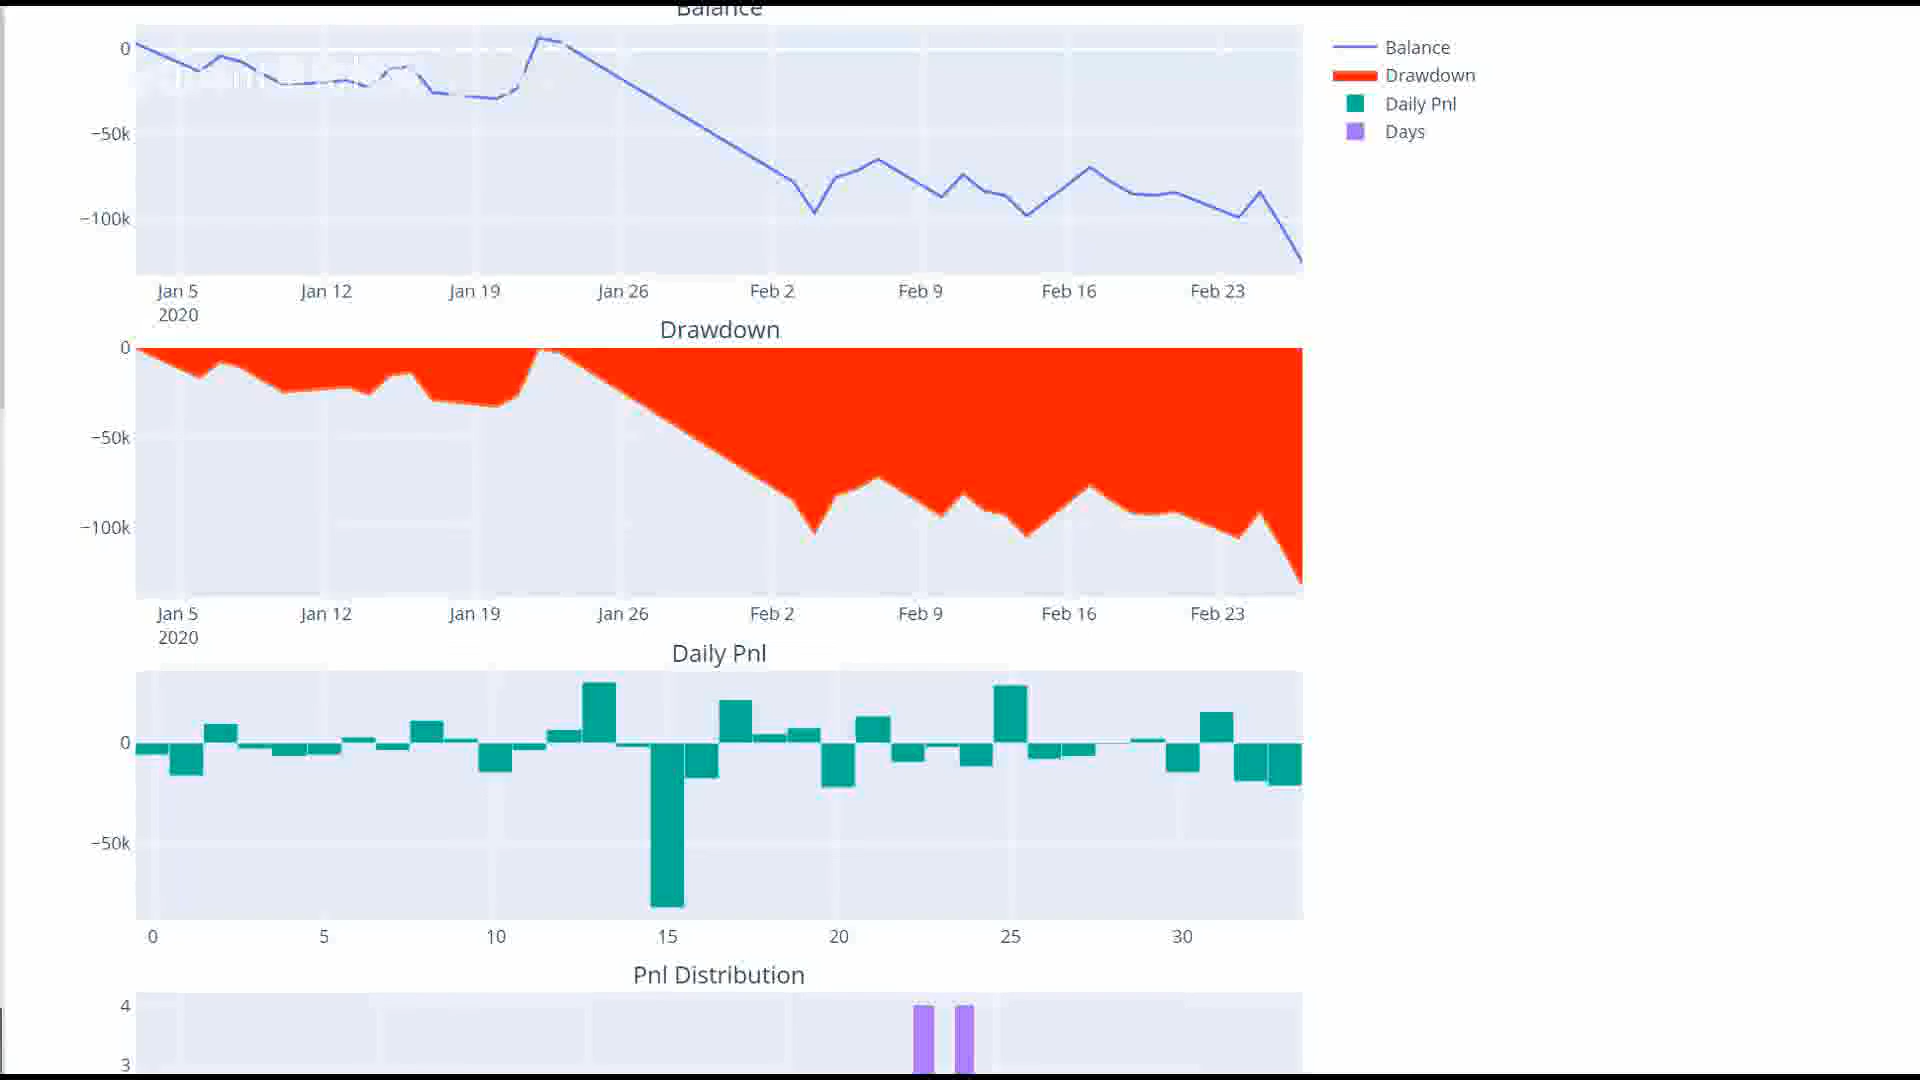 Balance
0
−50k
−100k
Jan 5
2020
Jan 12
Jan 19
Jan 26
Feb 2
Feb 9
Feb 16
Feb 23
Balance
Drawdown
Daily Pnl
Days
Drawdown
0
−50k
−100k
Jan 5
2020
Jan 12
Jan 19
Jan 26
Feb 2
Feb 9
Feb 16
Feb 23
Daily Pnl
0
−50k
0
5
10
15
20
25
30
Pnl Distribution
4
3